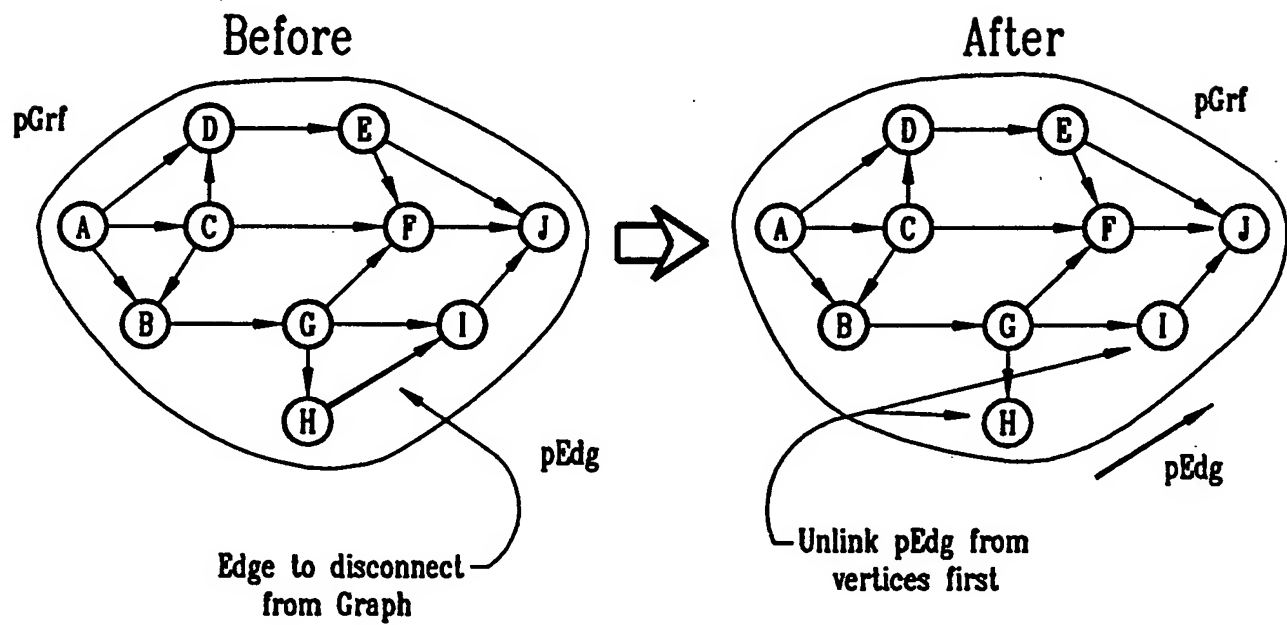 Before
pGrf
D
E
A
C
F
J
B
G
I
H
pEdg
Edge to disconnect
from Graph
After
pGrf
D
E
A
C
F
J
B
G
I
H
pEdg
Unlink pEdg from
vertices first